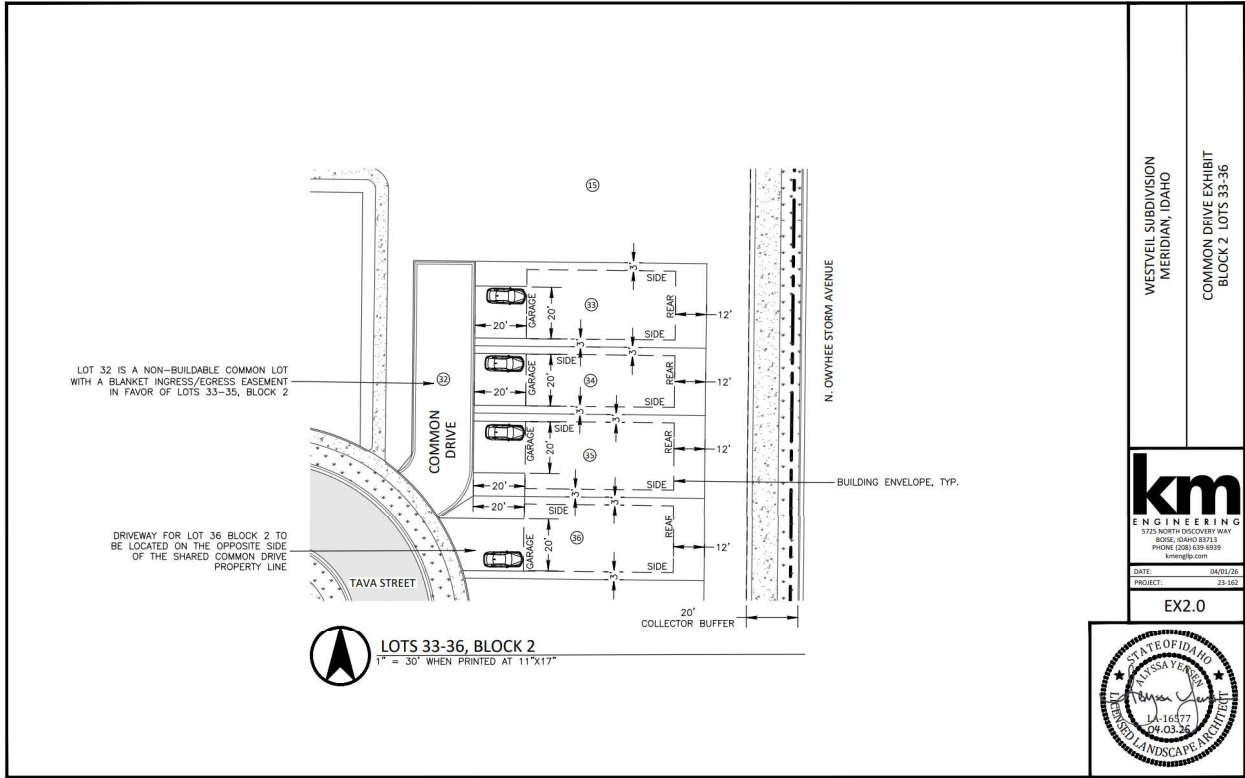 15
3'
SIDE
33
GARAGE
20'
20'
REAR
12'
SIDE
3'
3'
SIDE
34
GARAGE
20'
20'
REAR
12'
SIDE
3'
3'
SIDE
35
GARAGE
20'
20'
REAR
12'
SIDE
3'
3'
SIDE
36
GARAGE
20'
20'
REAR
12'
SIDE
3'
LOT 32 IS A NON-BUILDABLE COMMON LOT
WITH A BLANKET INGRESS/EGRESS EASEMENT
IN FAVOR OF LOTS 33-35, BLOCK 2
32
COMMON
DRIVE
BUILDING ENVELOPE, TYP.
DRIVEWAY FOR LOT 36 BLOCK 2 TO
BE LOCATED ON THE OPPOSITE SIDE
OF THE SHARED COMMON DRIVE
PROPERTY LINE
TAVA STREET
N. OWYHEE STORM AVENUE
20'
COLLECTOR BUFFER
LOTS 33-36, BLOCK 2
1" = 30' WHEN PRINTED AT 11"X17"
WESTVEIL SUBDIVISION
MERIDIAN, IDAHO
COMMON DRIVE EXHIBIT
BLOCK 2 LOTS 33-36
km
ENGINEERING
5725 NORTH DISCOVERY WAY
BOISE, IDAHO 83713
PHONE (208) 639-6939
kmengllp.com
DATE: 04/01/26
PROJECT: 23-162
EX2.0
STATE OF IDAHO
ALYSSA YENSEN
LA-16577
04.03.26
LICENSED LANDSCAPE ARCHITECT